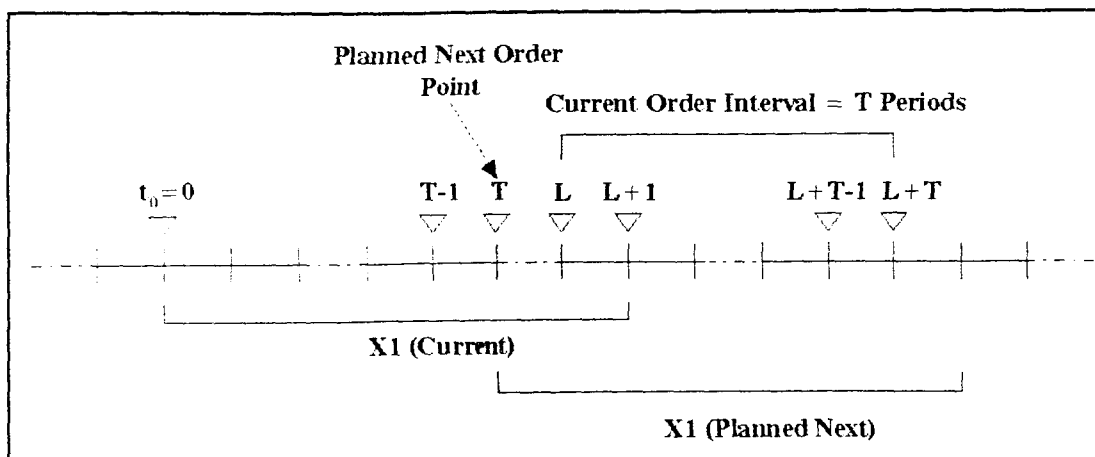 Planned Next Order
Point
Current Order Interval = T Periods
t₀=0
T-1
T
L
L+1
L+T-1
L+T
X1 (Current)
X1 (Planned Next)